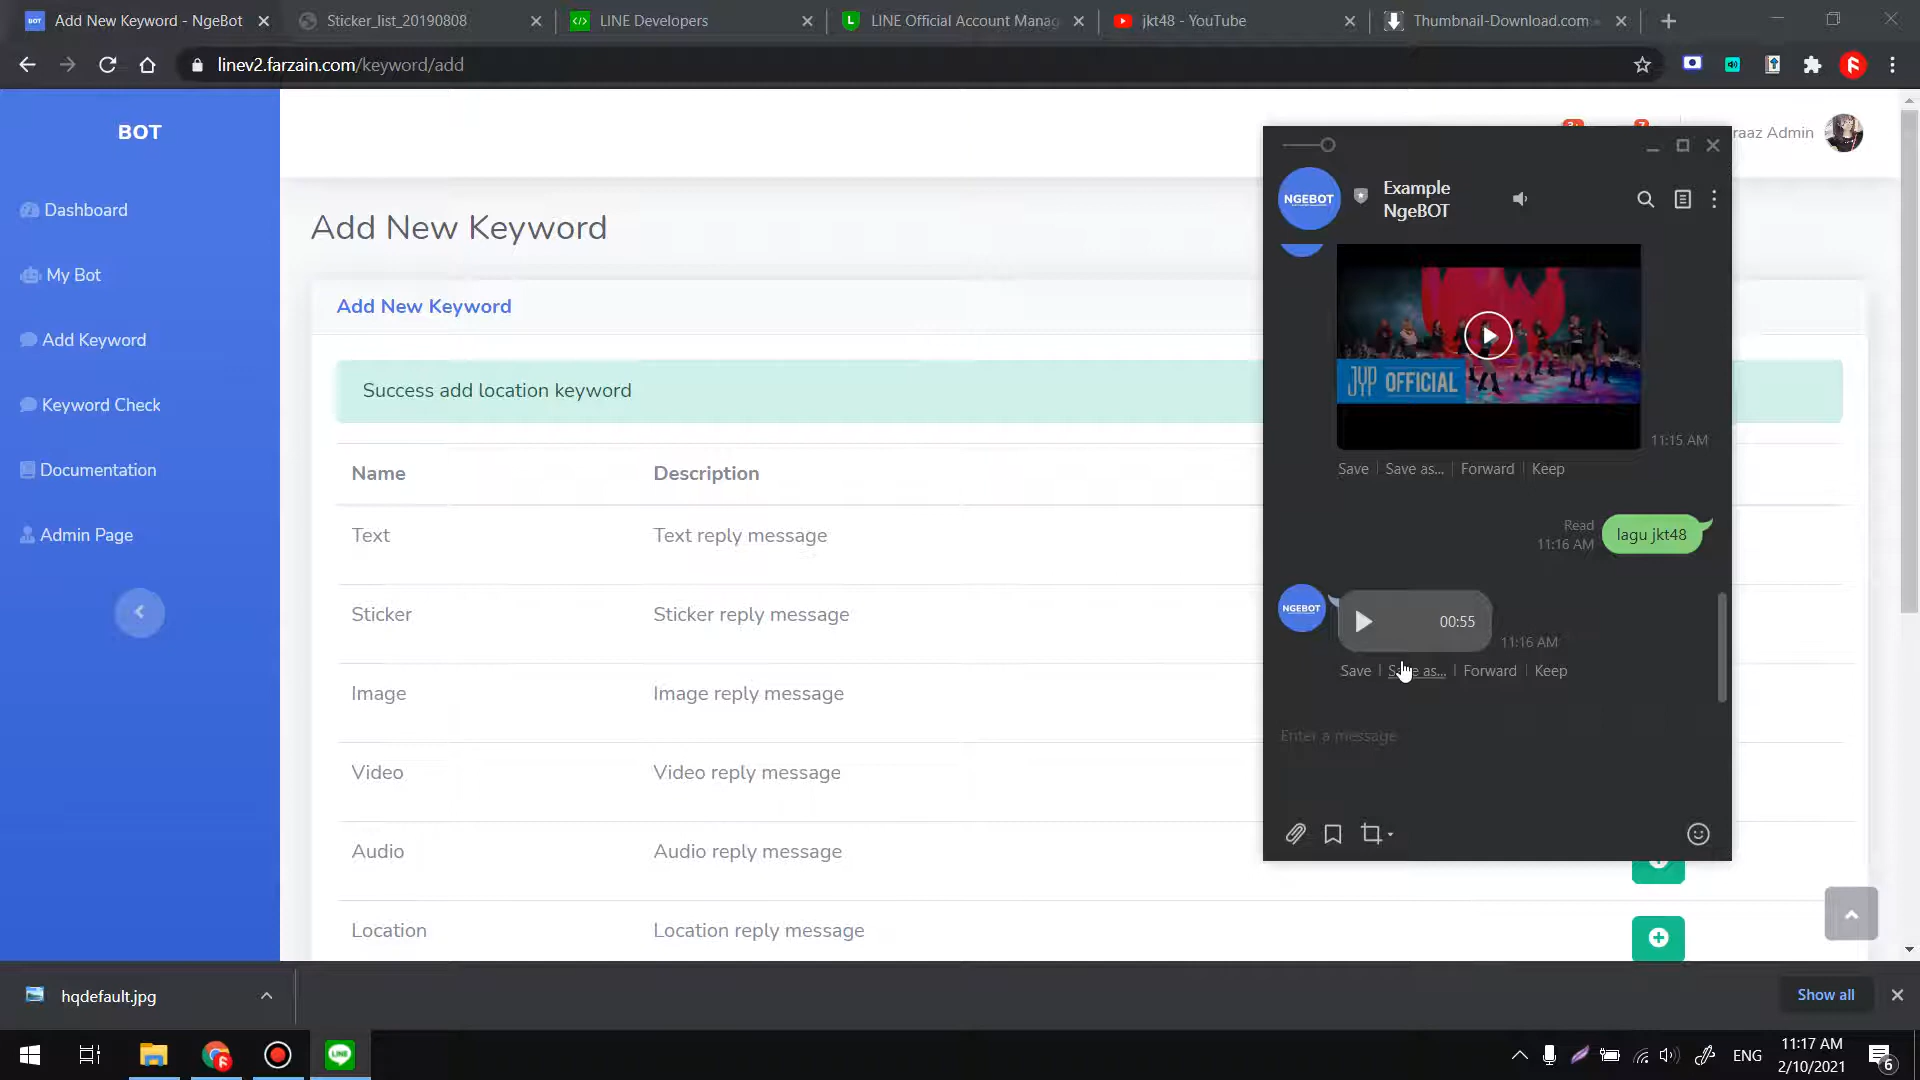 Add New Keyword - NgeBot
Sticker_list_20190808
LINE Developers
LINE Official Account Manag
jkt48 - YouTube
Thumbnail-Download.com
linev2.farzain.com/keyword/add
BOT
Dashboard
My Bot
Add Keyword
Keyword Check
Documentation
Admin Page
raaz Admin
Add New Keyword
Add New Keyword
Success add location keyword
Name Description
Text Text reply message
Sticker Sticker reply message
Image Image reply message
Video Video reply message
Audio Audio reply message
Location Location reply message
NGEBOT
Example
NgeBOT
JYP OFFICIAL
11:15 AM
Save Save as... Forward Keep
Read
11:16 AM
lagu jkt48
NGEBOT
00:55
11:16 AM
Save Save as... Forward Keep
Enter a message
hqdefault.jpg
Show all
LINE
ENG
11:17 AM
2/10/2021
6